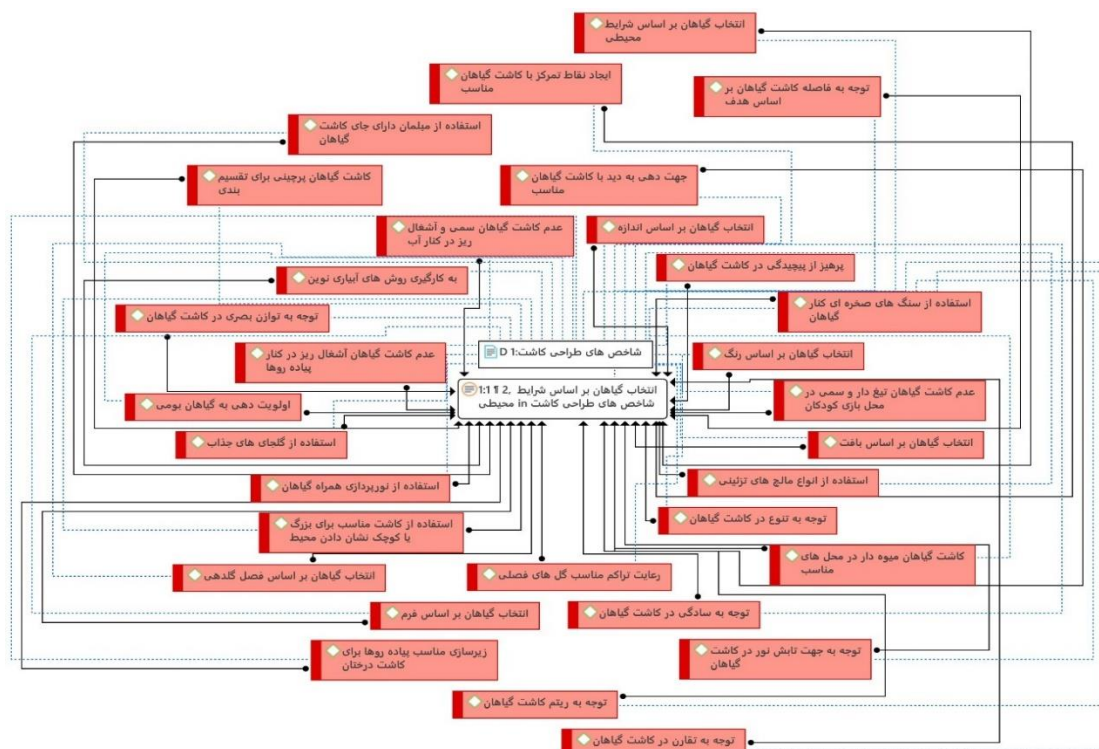 انتخاب گیاهان بر اساس شرایط
محیطی
ایجاد نقاط تمرکز با کاشت گیاهان
مناسب
توجه به فاصله کاشت گیاهان بر
اساس هدف
استفاده از مبلمان دارای جای کاشت
گیاهان
کاشت گیاهان پرچینی برای تقسیم
بندی
جهت دهی به دید با کاشت گیاهان
مناسب
عدم کاشت گیاهان سمی و آشغال
ریز در کنار آب
انتخاب گیاهان بر اساس اندازه
پرهیز از پیچیدگی در کاشت گیاهان
به کارگیری روش های آبیاری نوین
استفاده از سنگ های صخره ای کنار
گیاهان
توجه به توازن بصری در کاشت گیاهان
عدم کاشت گیاهان آشغال ریز در کنار
پیاده روها
D 1: شاخص های طراحی کاشت
انتخاب گیاهان بر اساس رنگ
1:11 ¶ 2, انتخاب گیاهان بر اساس شرایط
محیطی in شاخص های طراحی کاشت
عدم کاشت گیاهان تیغ دار و سمی در
محل بازی کودکان
اولویت دهی به گیاهان بومی
استفاده از گلجای های جذاب
انتخاب گیاهان بر اساس بافت
استفاده از نورپردازی همراه گیاهان
استفاده از انواع مالچ های تزئینی
استفاده از کاشت مناسب برای بزرگ
یا کوچک نشان دادن محیط
توجه به تنوع در کاشت گیاهان
کاشت گیاهان میوه دار در محل های
مناسب
انتخاب گیاهان بر اساس فصل گلدهی
رعایت تراکم مناسب گل های فصلی
انتخاب گیاهان بر اساس فرم
توجه به سادگی در کاشت گیاهان
زیرسازی مناسب پیاده روها برای
کاشت درختان
توجه به جهت تابش نور در کاشت
گیاهان
توجه به ریتم کاشت گیاهان
توجه به تقارن در کاشت گیاهان